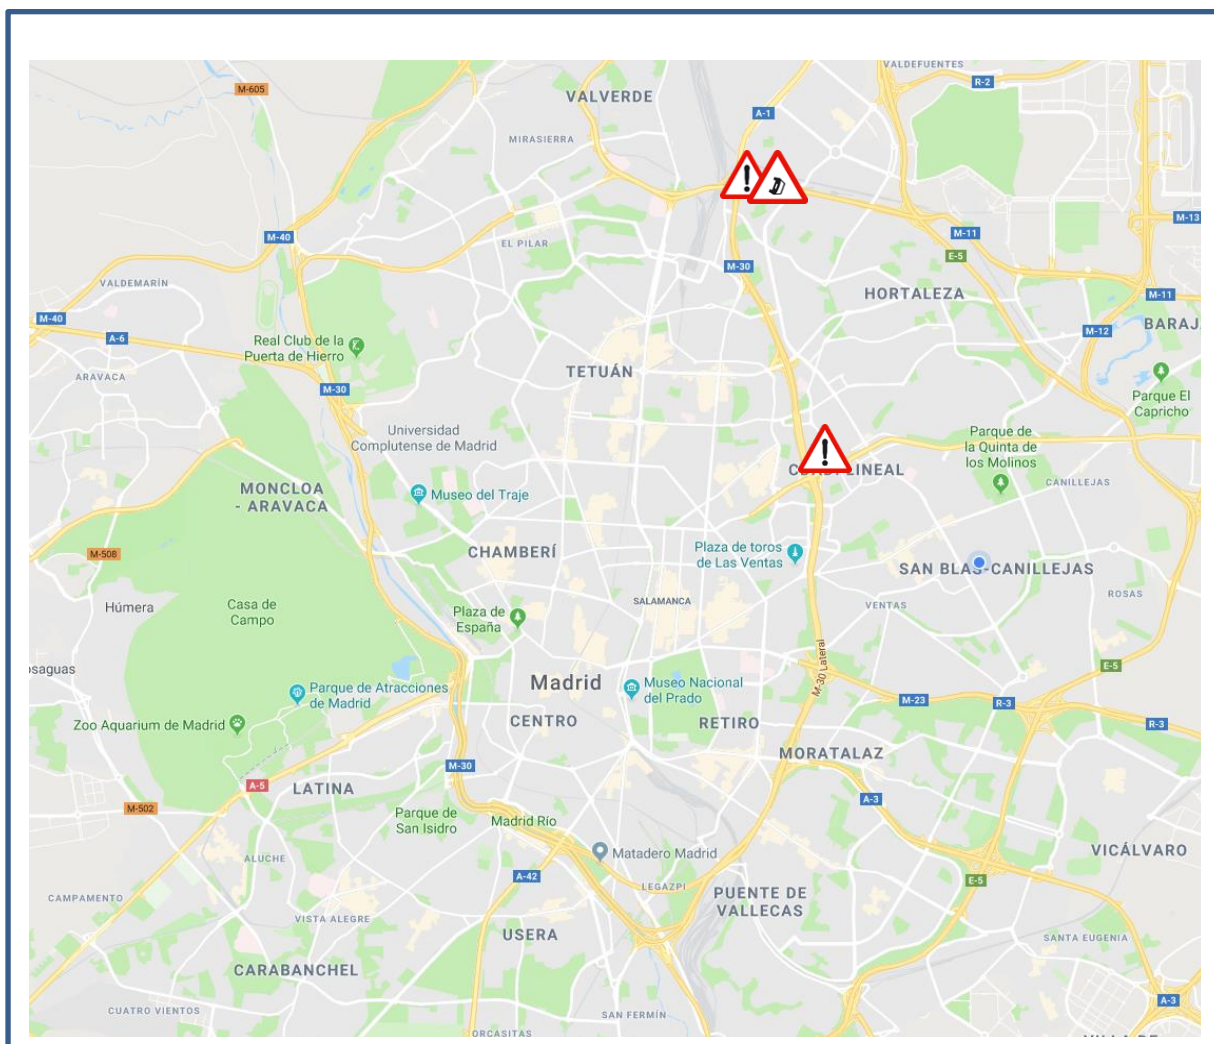 VALDEFUENTES
R-2
M-605
VALVERDE
A-1
MIRASIERRA
M-13
M-40
EL PILAR
M-11
E-5
M-30
VALDEMARÍN
HORTALEZA
M-11
M-40
BARAJ
A-6
Real Club de la
Puerta de Hierro
M-12
TETUÁN
ARAVACA
M-30
Parque El
Capricho
Universidad
Complutense de Madrid
Parque de
la Quinta de
los Molinos
LINEAL
MONCLOA
- ARAVACA
Museo del Traje
CANILLEJAS
M-508
CHAMBERÍ
Plaza de toros
de Las Ventas
SAN BLAS-CANILLEJAS
ROSAS
Húmera
Casa de
Campo
Plaza de
España
SALAMANCA
VENTAS
osaguas
M-30 Lateral
E-5
Parque de Atracciones
de Madrid
Madrid
Museo Nacional
del Prado
M-23
R-3
Zoo Aquarium de Madrid
CENTRO
RETIRO
R-3
MORATALAZ
M-30
A-5
LATINA
M-502
Parque de
San Isidro
Madrid Río
A-3
ALUCHE
Matadero Madrid
VICÁLVARO
A-42
LEGAZPI
E-5
CAMPAMENTO
PUENTE DE
VALLECAS
VISTA ALEGRE
USERA
SANTA EUGENIA
CARABANCHEL
A-3
CUATRO VIENTOS
SAN FERMÍN
ORCASITAS